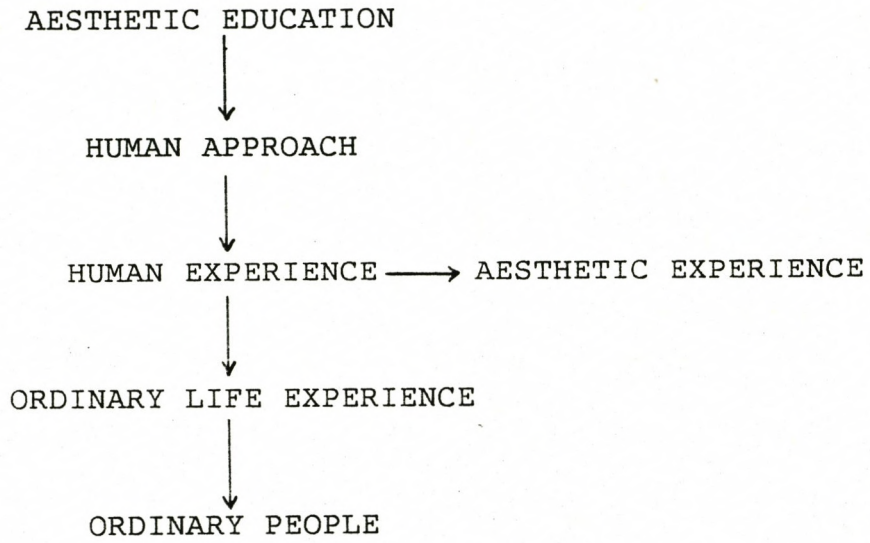 AESTHETIC EDUCATION
HUMAN APPROACH
HUMAN EXPERIENCE AESTHETIC EXPERIENCE
ORDINARY LIFE EXPERIENCE
ORDINARY PEOPLE